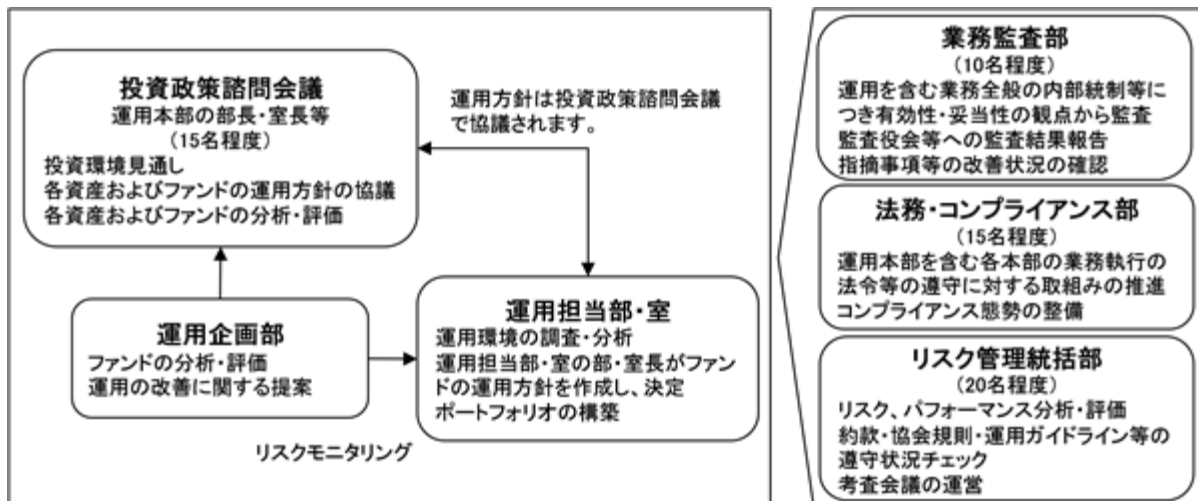 投資政策諮問会議
運用本部の部長・室長等
(15名程度)
投資環境見通し
各資産およびファンドの運用方針の協議
各資産およびファンドの分析・評価
運用方針は投資政策諮問会議
で協議されます。
運用企画部
ファンドの分析・評価
運用の改善に関する提案
運用担当部・室
運用環境の調査・分析
運用担当部・室の部・室長がファン
ドの運用方針を作成し、決定
ポートフォリオの構築
リスクモニタリング
業務監査部
(10名程度)
運用を含む業務全般の内部統制等に
つき有効性・妥当性の観点から監査
監査役会等への監査結果報告
指摘事項等の改善状況の確認
法務・コンプライアンス部
(15名程度)
運用本部を含む各本部の業務執行の
法令等の遵守に対する取組みの推進
コンプライアンス態勢の整備
リスク管理統括部
(20名程度)
リスク、パフォーマンス分析・評価
約款・協会規則・運用ガイドライン等の
遵守状況チェック
考査会議の運営